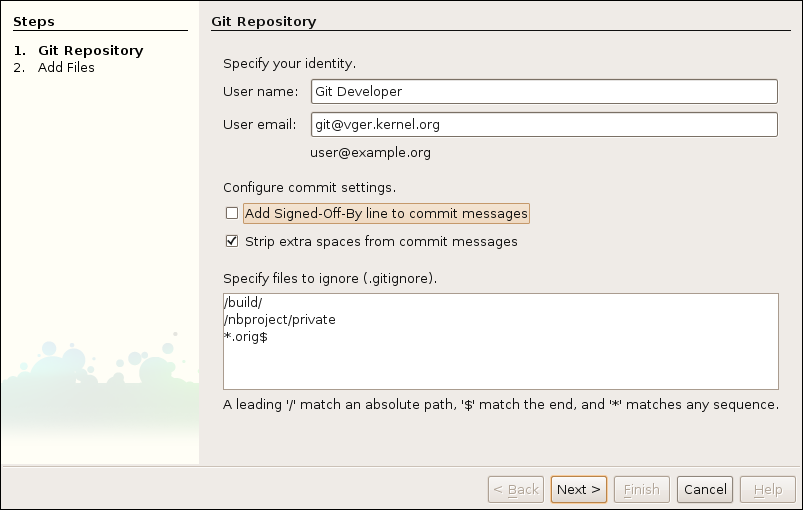 Steps
1. Git Repository
2. Add Files
Git Repository
Specify your identity.
User name: Git Developer
User email: git@vger.kernel.org
user@example.org
Configure commit settings.
Add Signed-Off-By line to commit messages
Strip extra spaces from commit messages
Specify files to ignore (.gitignore).
/build/
/nbproject/private
*.orig$
A leading '/' match an absolute path, '$' match the end, and '*' matches any sequence.
< Back Next > Finish Cancel Help